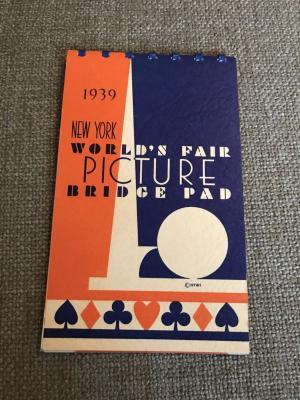 1939
NEW YORK
WORLD'S FAIR
PICTURE
BRIDGE PAD